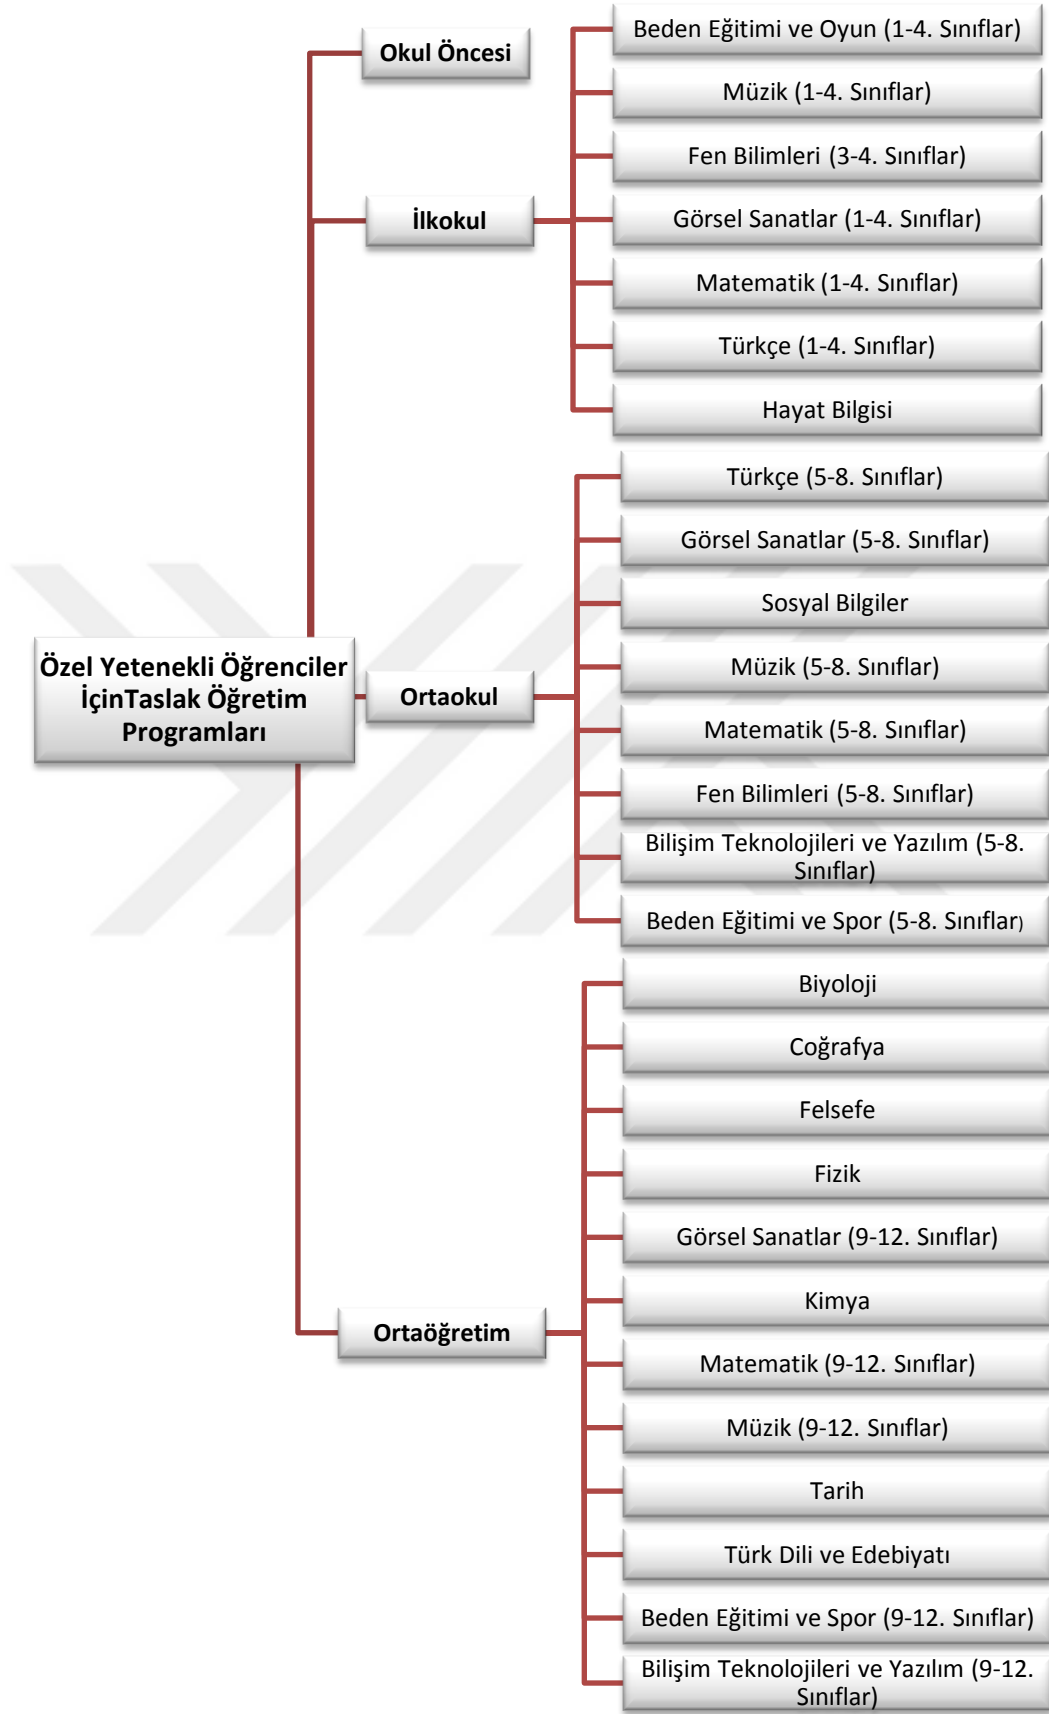 Özel Yetenekli Öğrenciler
İçinTaslak Öğretim
Programları
Okul Öncesi
İlkokul
Beden Eğitimi ve Oyun (1-4. Sınıflar)
Müzik (1-4. Sınıflar)
Fen Bilimleri (3-4. Sınıflar)
Görsel Sanatlar (1-4. Sınıflar)
Matematik (1-4. Sınıflar)
Türkçe (1-4. Sınıflar)
Hayat Bilgisi
Ortaokul
Türkçe (5-8. Sınıflar)
Görsel Sanatlar (5-8. Sınıflar)
Sosyal Bilgiler
Müzik (5-8. Sınıflar)
Matematik (5-8. Sınıflar)
Fen Bilimleri (5-8. Sınıflar)
Bilişim Teknolojileri ve Yazılım (5-8.
Sınıflar)
Beden Eğitimi ve Spor (5-8. Sınıflar)
Ortaöğretim
Biyoloji
Coğrafya
Felsefe
Fizik
Görsel Sanatlar (9-12. Sınıflar)
Kimya
Matematik (9-12. Sınıflar)
Müzik (9-12. Sınıflar)
Tarih
Türk Dili ve Edebiyatı
Beden Eğitimi ve Spor (9-12. Sınıflar)
Bilişim Teknolojileri ve Yazılım (9-12.
Sınıflar)